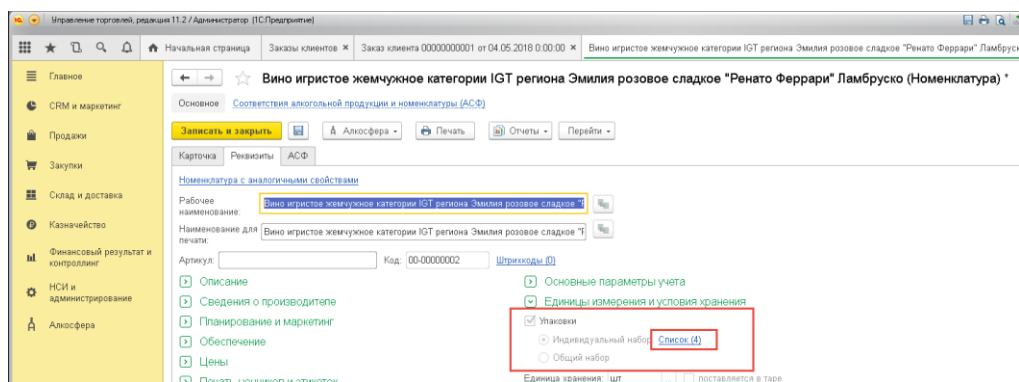 Управление торговлей, редакция 11.2 / Администратор (1С:Предприятие)
Начальная страница
Заказы клиентов ×
Заказ клиента 00000000001 от 04.05.2018 0:00:00 ×
Вино игристое жемчужное категории IGT региона Эмилия розовое сладкое "Ренато Феррари" Ламбруск
Главное
CRM и маркетинг
Продажи
Закупки
Склад и доставка
Казначейство
Финансовый результат и
контроллинг
НСИ и
администрирование
Алкосфера
Вино игристое жемчужное категории IGT региона Эмилия розовое сладкое "Ренато Феррари" Ламбруско (Номенклатура) *
Основное Соответствия алкогольной продукции и номенклатуры (АСФ)
Записать и закрыть Алкосфера Печать Отчеты Перейти
Карточка Реквизиты АСФ
Номенклатура с аналогичными свойствами
Рабочее
наименование: Вино игристое жемчужное категории IGT региона Эмилия розовое сладкое "Р
Наименование для
печати: Вино игристое жемчужное категории IGT региона Эмилия розовое сладкое "Р
Артикул: Код: 00-00000002 Штрихкоды (0)
Описание
Сведения о производителе
Планирование и маркетинг
Обеспечение
Цены
Печать ценников и этикеток
Основные параметры учета
Единицы измерения и условия хранения
Упаковки
Индивидуальный набор Список (4)
Общий набор
Единица хранения: шт ... поставляется в таре